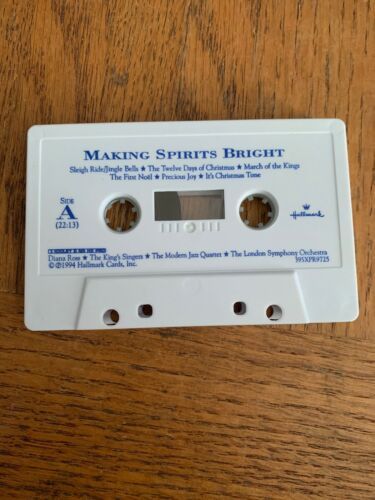 MAKING SPIRITS BRIGHT
Sleigh Ride/Jingle Bells ★ The Twelve Days of Christmas ★ March of the Kings
The First Noël ★ Precious Joy ★ It's Christmas Time
SIDE
A
(22:13)
Hallmark
Diana Ross ★ The King's Singers ★ The Modern Jazz Quartet ★ The London Symphony Orchestra
© ℗ 1994 Hallmark Cards, Inc.
395XPR9725